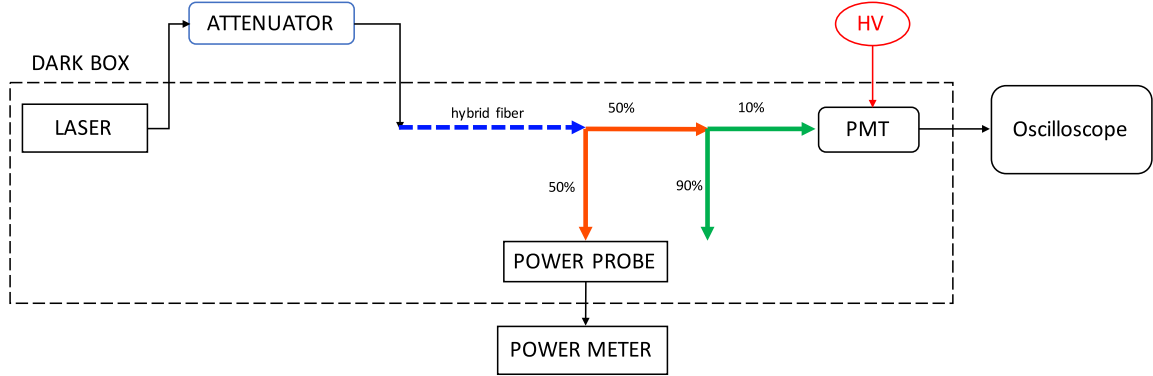 ATTENUATOR
HV
DARK BOX
LASER
hybrid fiber
50%
10%
PMT
Oscilloscope
50%
90%
POWER PROBE
POWER METER